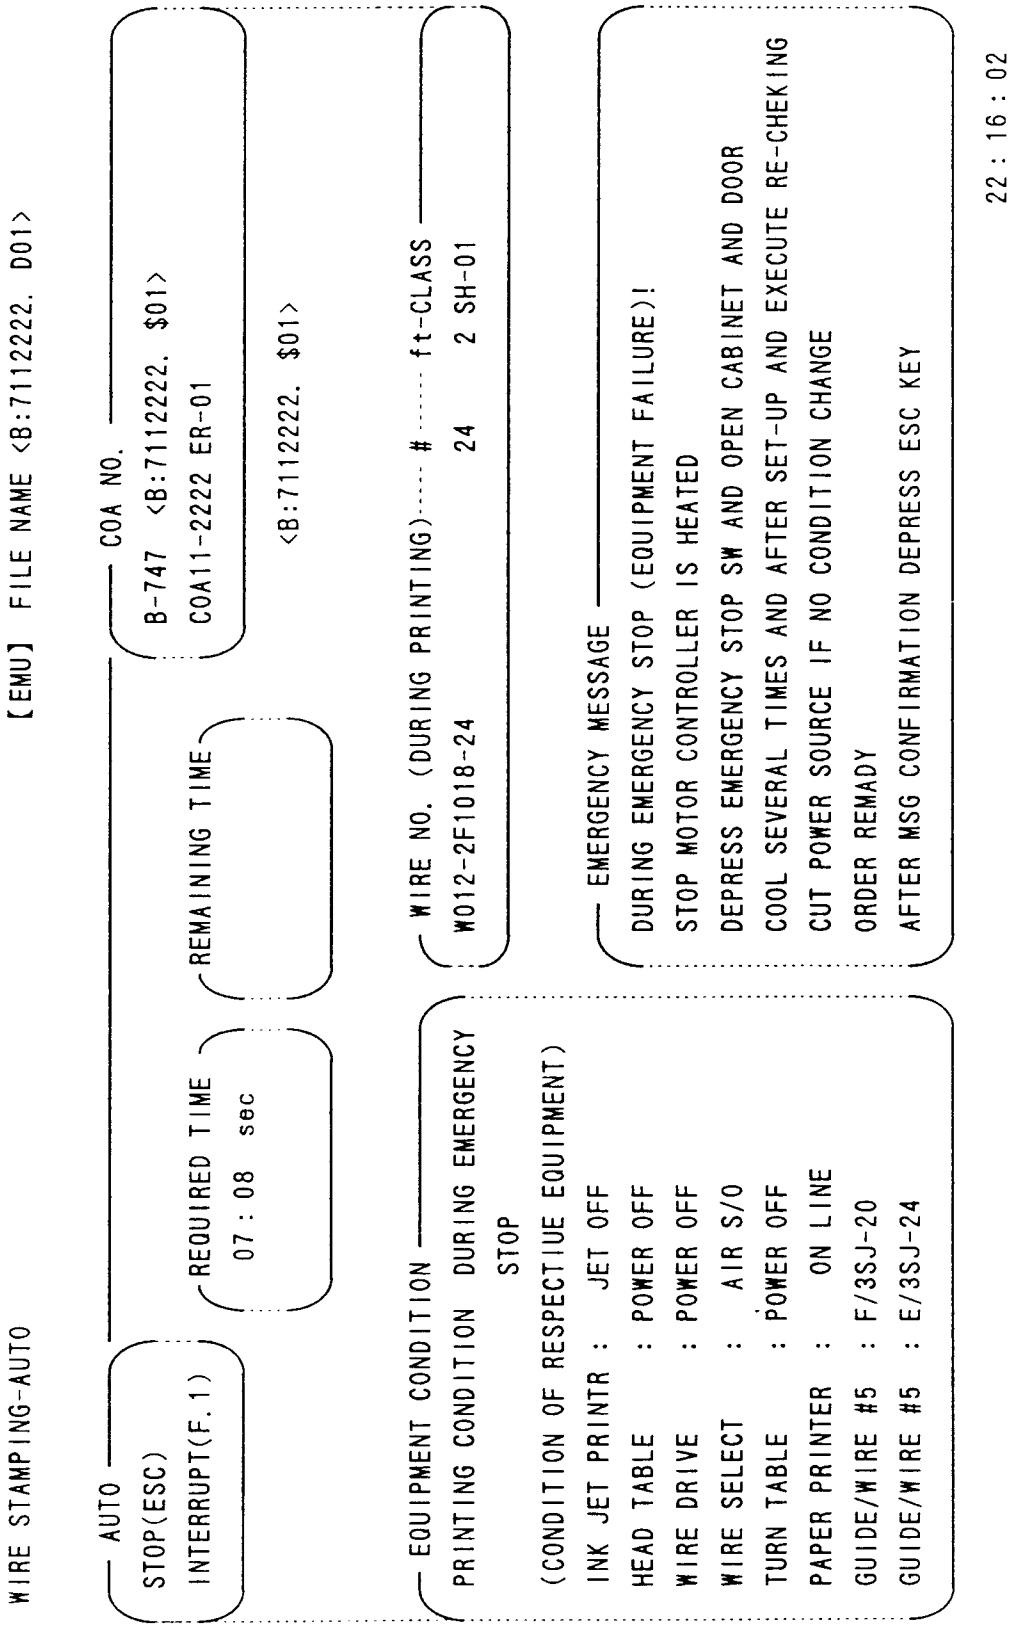 WIRE STAMPING-AUTO 【EMU】 FILE NAME <B:7112222. D01>
AUTO
STOP(ESC)
INTERRUPT(F.1)
REQUIRED TIME
07:08 sec
REMAINING TIME
COA NO.
B-747 <B:7112222. $01>
COA11-2222 ER-01
<B:7112222. $01>
EQUIPMENT CONDITION
PRINTING CONDITION DURING EMERGENCY
STOP
(CONDITION OF RESPECTIUE EQUIPMENT)
INK JET PRINTR : JET OFF
HEAD TABLE : POWER OFF
WIRE DRIVE : POWER OFF
WIRE SELECT : AIR S/O
TURN TABLE : POWER OFF
PAPER PRINTER : ON LINE
GUIDE/WIRE #5 : F/3SJ-20
GUIDE/WIRE #5 : E/3SJ-24
WIRE NO. (DURING PRINTING)----- # ------ ft-CLASS
W012-2F1018-24 24 2 SH-01
EMERGENCY MESSAGE
DURING EMERGENCY STOP (EQUIPMENT FAILURE)!
STOP MOTOR CONTROLLER IS HEATED
DEPRESS EMERGENCY STOP SW AND OPEN CABINET AND DOOR
COOL SEVERAL TIMES AND AFTER SET-UP AND EXECUTE RE-CHEKING
CUT POWER SOURCE IF NO CONDITION CHANGE
ORDER REMADY
AFTER MSG CONFIRMATION DEPRESS ESC KEY
22:16:02